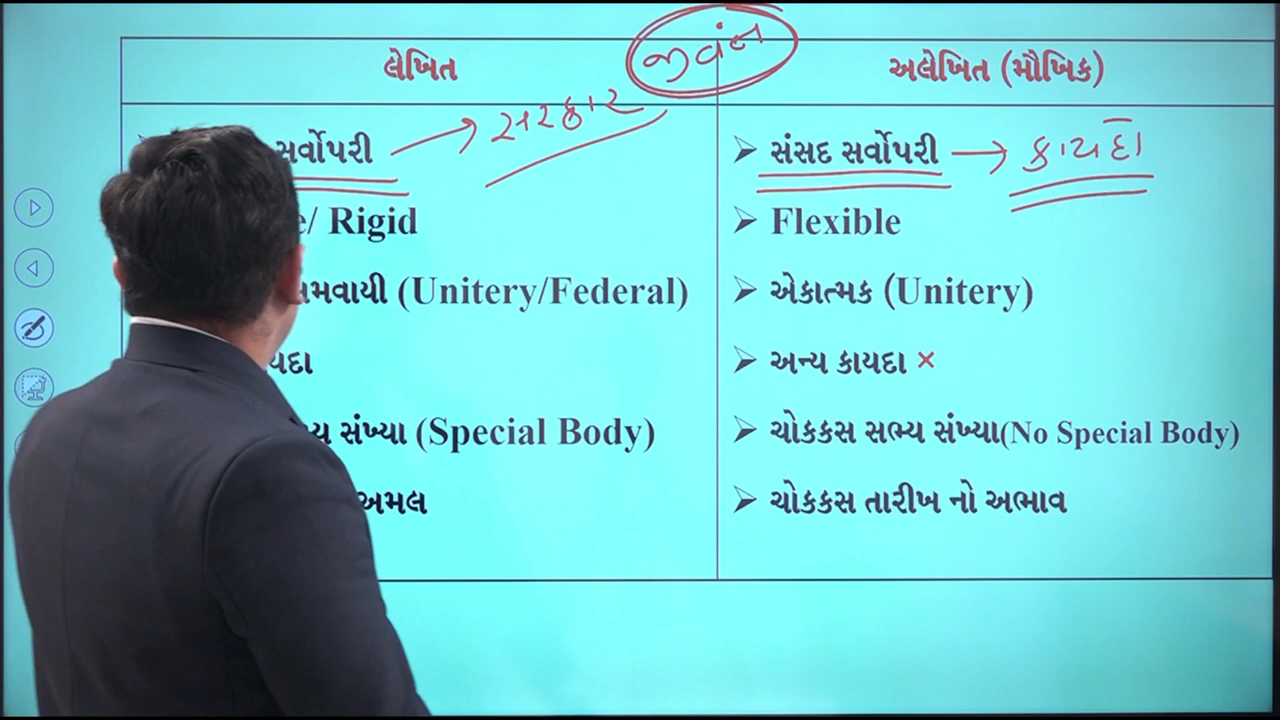 જીવંત
લેખિત
અલેખિત (મૌખિક)
સર્વોપરી → સરકાર
➢ સંસદ સર્વોપરી → કાયદો
/ Rigid
➢ Flexible
સમવાયી (Unitery/Federal)
➢ એકાત્મક (Unitery)
યદા
➢ અન્ય કાયદા ×
સંખ્યા (Special Body)
➢ ચોકકસ સભ્ય સંખ્યા(No Special Body)
અમલ
➢ ચોકકસ તારીખ નો અભાવ